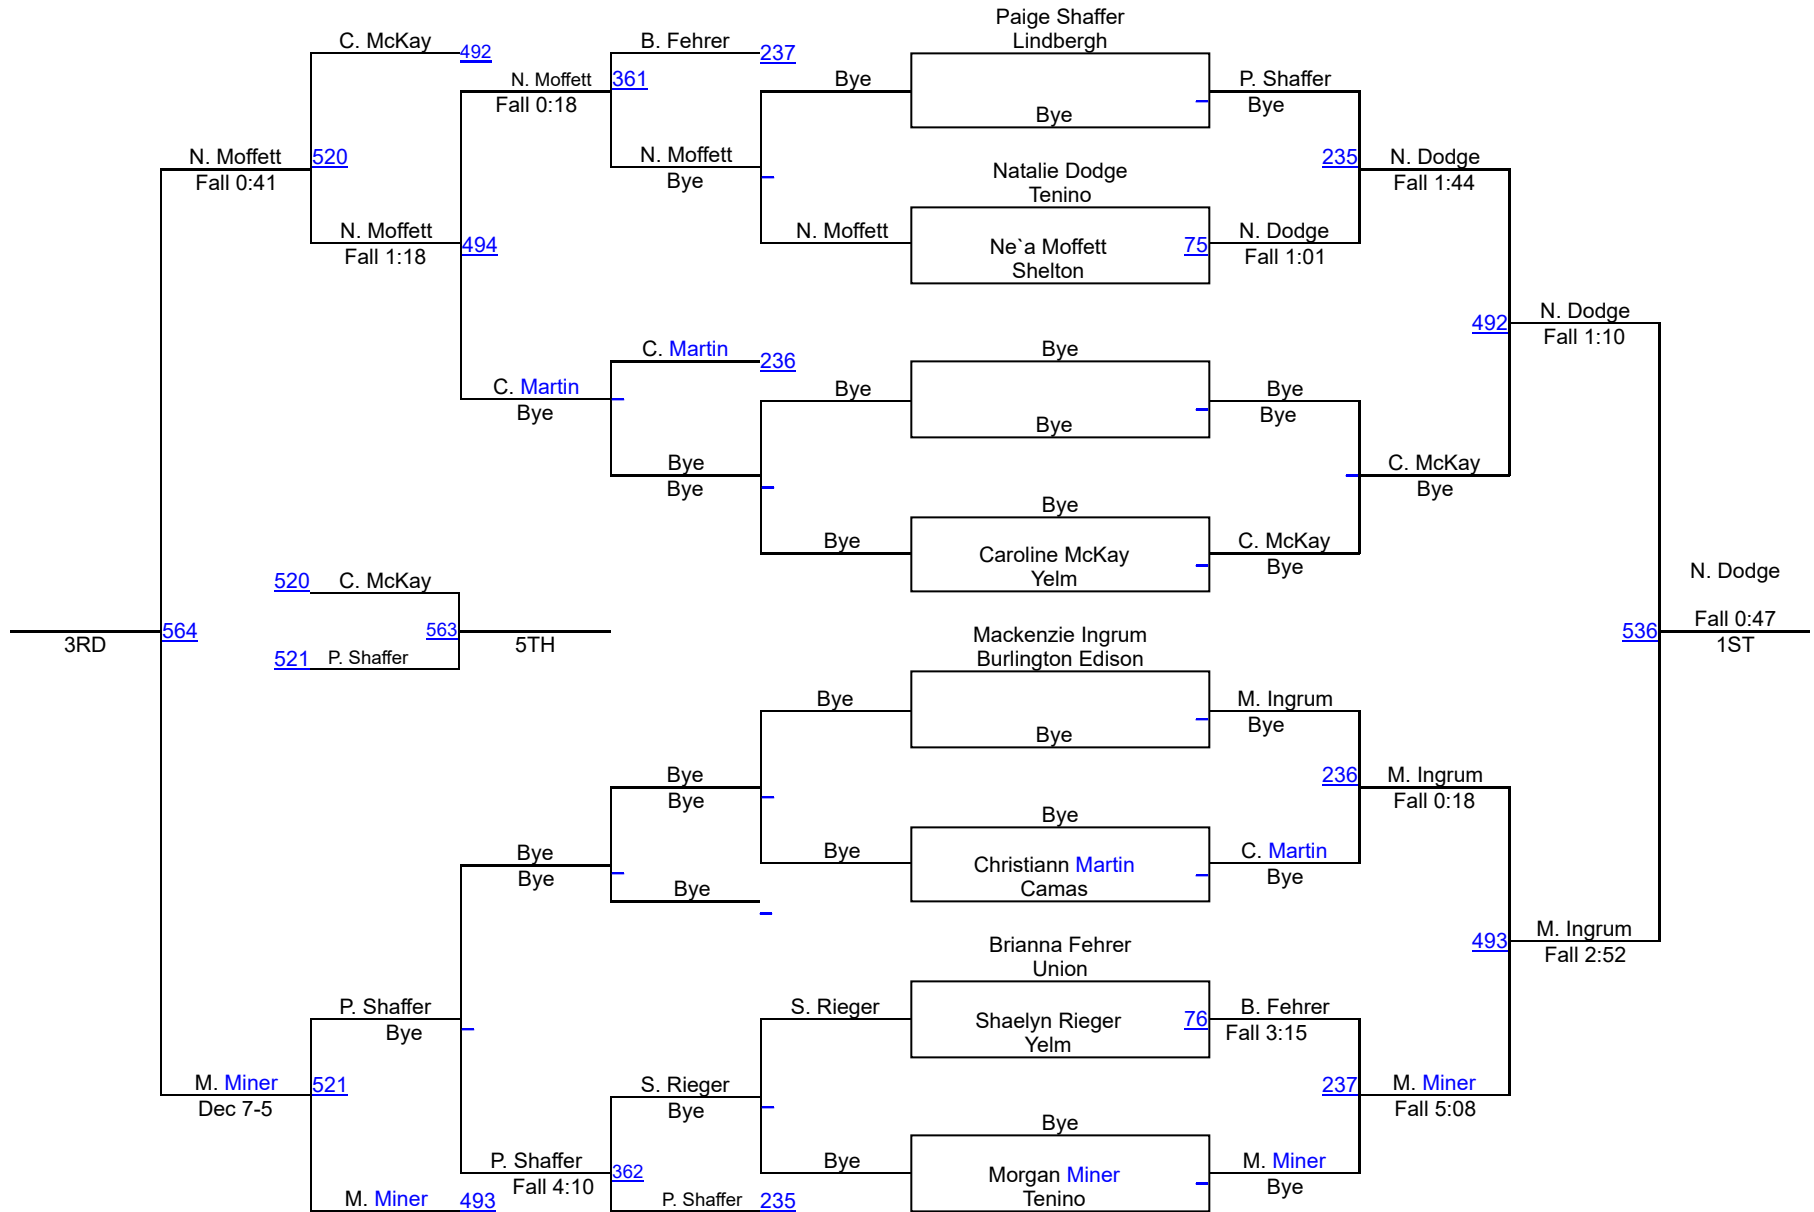 Paige Shaffer
Lindbergh
C. McKay 492
B. Fehrer 237
N. Moffett 361
Fall 0:18
Bye
P. Shaffer
Bye
Bye
N. Moffett 520
Fall 0:41
N. Moffett
Bye
235 N. Dodge
Fall 1:44
Natalie Dodge
Tenino
N. Moffett 494
Fall 1:18
N. Moffett
Ne`a Moffett 75
Shelton
N. Dodge
Fall 1:01
492 N. Dodge
Fall 1:10
C. Martin 236
Bye
C. Martin
Bye
Bye
Bye
Bye
Bye
Bye
Bye
C. McKay
Bye
Bye
Bye
Caroline McKay
Yelm
C. McKay
Bye
520 C. McKay
N. Dodge
Fall 0:47
3RD 564
563 5TH
536 1ST
521 P. Shaffer
Mackenzie Ingrum
Burlington Edison
Bye
M. Ingrum
Bye
Bye
Bye
Bye
236 M. Ingrum
Fall 0:18
Bye
Bye
Bye
Bye
Christiann Martin
Camas
C. Martin
Bye
Bye
493 M. Ingrum
Fall 2:52
Brianna Fehrer
Union
P. Shaffer
Bye
S. Rieger
Shaelyn Rieger 76
Yelm
B. Fehrer
Fall 3:15
M. Miner 521
Dec 7-5
S. Rieger
Bye
237 M. Miner
Fall 5:08
Bye
P. Shaffer 362
Fall 4:10
Bye
Morgan Miner
Tenino
M. Miner
Bye
M. Miner 493
P. Shaffer 235